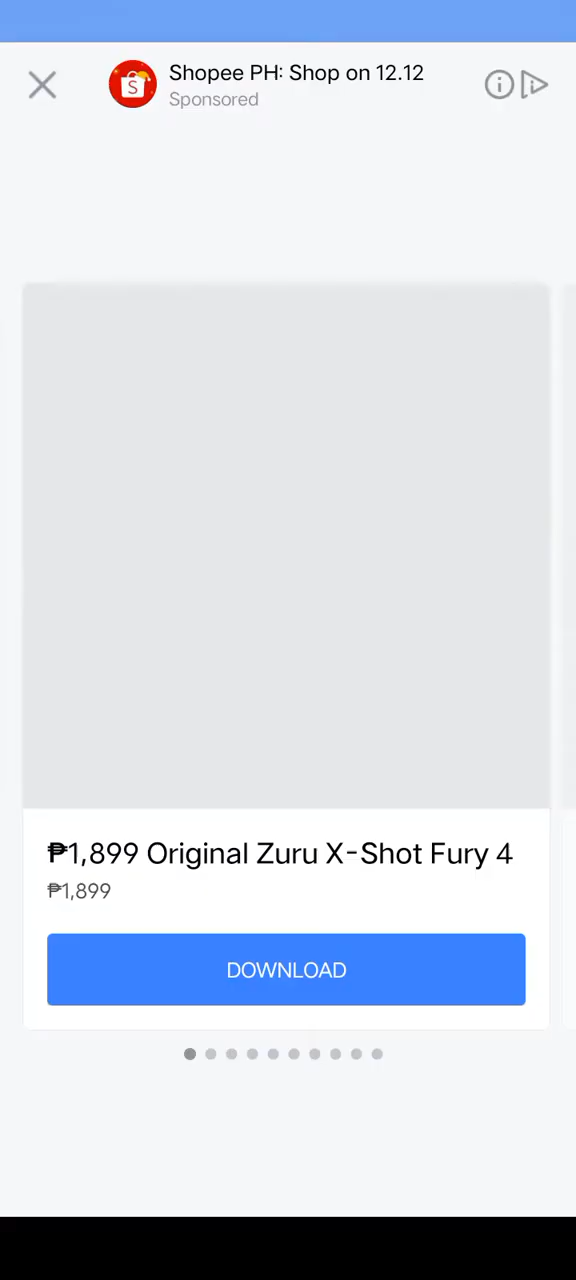 Shopee PH: Shop on 12.12
Sponsored
₱1,899 Original Zuru X-Shot Fury 4
₱1,899
DOWNLOAD